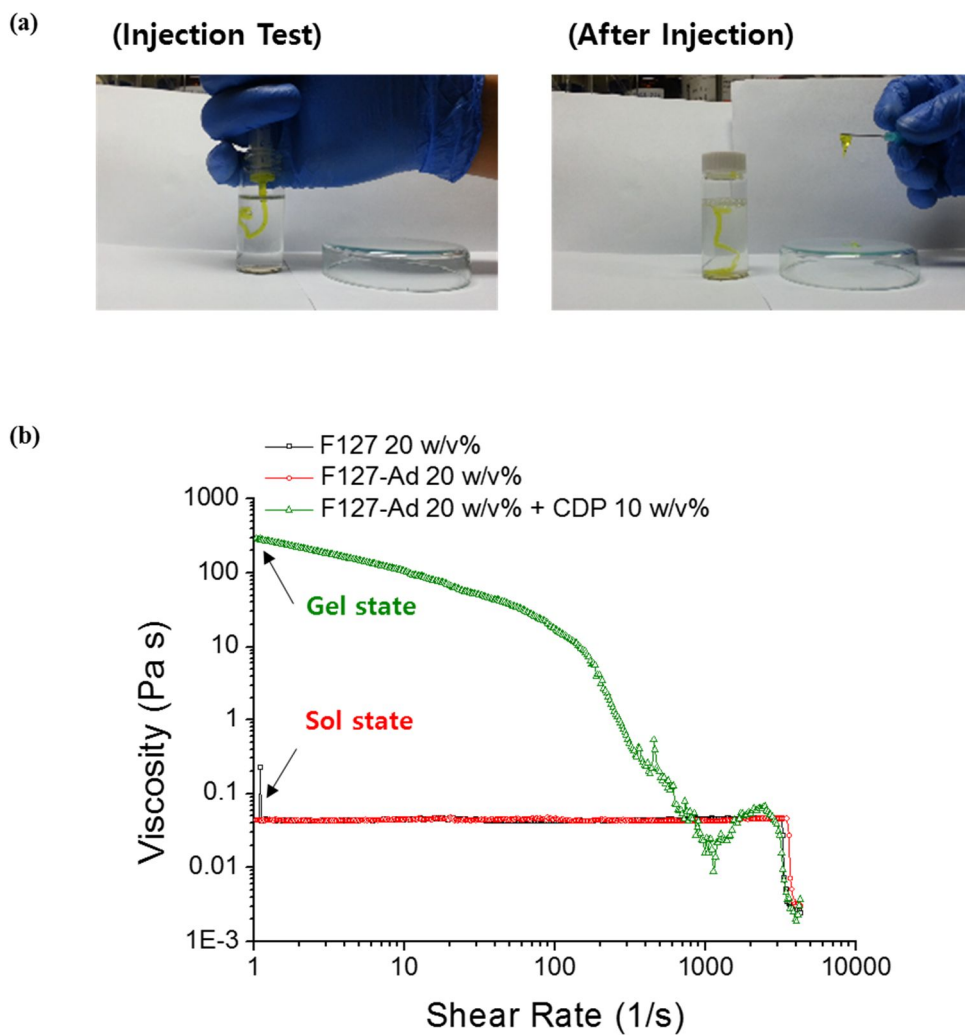 (a)
(Injection Test)
(After Injection)
(b)
F127 20 w/v%
F127-Ad 20 w/v%
F127-Ad 20 w/v% + CDP 10 w/v%
1000
100
Gel state
10
1
Sol state
0.1
0.01
1E-3
Viscosity (Pa s)
1 10 100 1000 10000
Shear Rate (1/s)